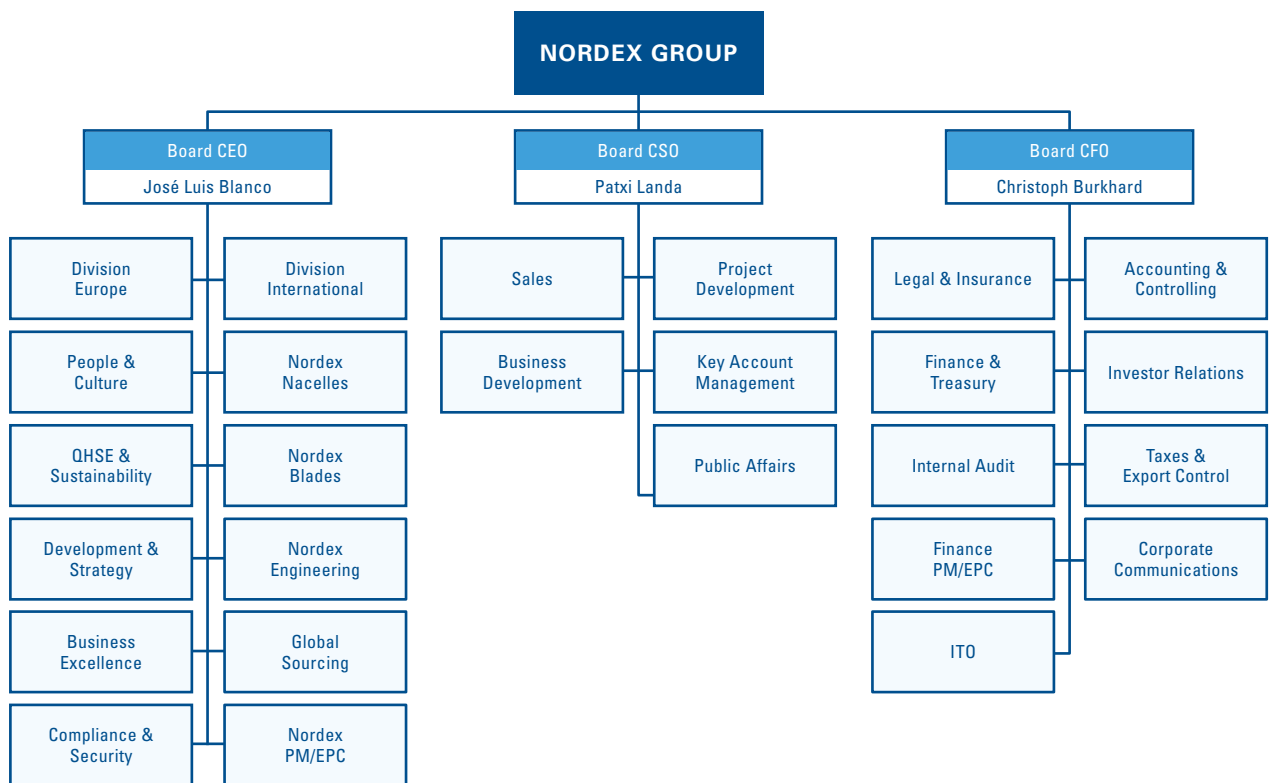 NORDEX GROUP
Board CEO
José Luis Blanco
Board CSO
Patxi Landa
Board CFO
Christoph Burkhard
Division
Europe
Division
International
People &
Culture
Nordex
Nacelles
QHSE &
Sustainability
Nordex
Blades
Development &
Strategy
Nordex
Engineering
Business
Excellence
Global
Sourcing
Compliance &
Security
Nordex
PM/EPC
Sales
Project
Development
Business
Development
Key Account
Management
Public Affairs
Legal & Insurance
Accounting &
Controlling
Finance &
Treasury
Investor Relations
Internal Audit
Taxes &
Export Control
Finance
PM/EPC
Corporate
Communications
ITO